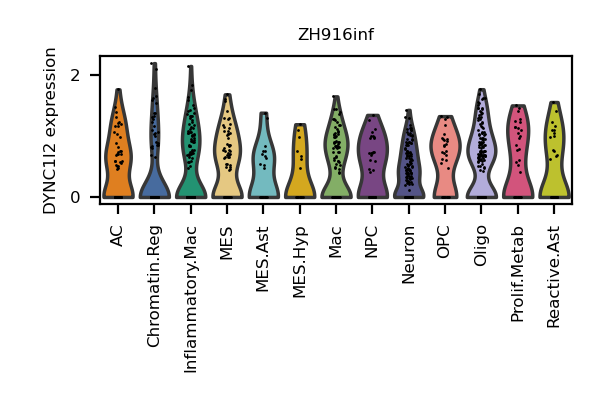 ZH916inf
DYNC1I2 expression
2
0
AC
Chromatin.Reg
Inflammatory.Mac
MES
MES.Ast
MES.Hyp
Mac
NPC
Neuron
OPC
Oligo
Prolif.Metab
Reactive.Ast